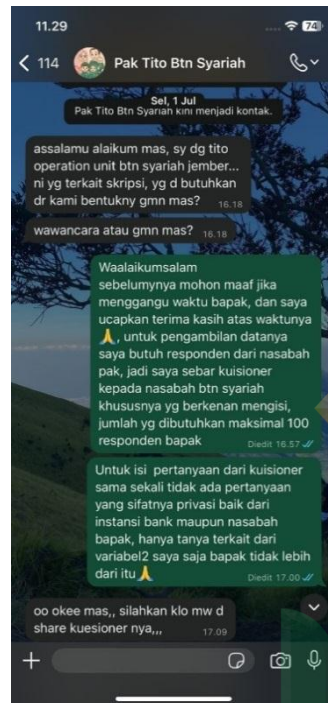 11.29
74
114
Pak Tito Btn Syariah
Sel, 1 Jul
Pak Tito Btn Syariah kini menjadi kontak.
assalamu alaikum mas, sy dg tito
operation unit btn syariah jember...
ni yg terkait skripsi, yg d butuhkan
dr kami bentukny gmn mas?
16.18
wawancara atau gmn mas?
16.18
Waalaikumsalam
sebelumynya mohon maaf jika
menggangu waktu bapak, dan saya
ucapkan terima kasih atas waktunya
🙏, untuk pengambilan datanya
saya butuh responden dari nasabah
pak, jadi saya sebar kuisioner
kepada nasabah btn syariah
khususnya yg berkenan mengisi,
jumlah yg dibutuhkan maksimal 100
responden bapak
Diedit 16.57
Untuk isi pertanyaan dari kuisioner
sama sekali tidak ada pertanyaan
yang sifatnya privasi baik dari
instansi bank maupun nasabah
bapak, hanya tanya terkait dari
variabel2 saya saja bapak tidak lebih
dari itu 🙏
Diedit 17.00
oo okee mas,, silahkan klo mw d
share kuesioner nya,,,
17.09